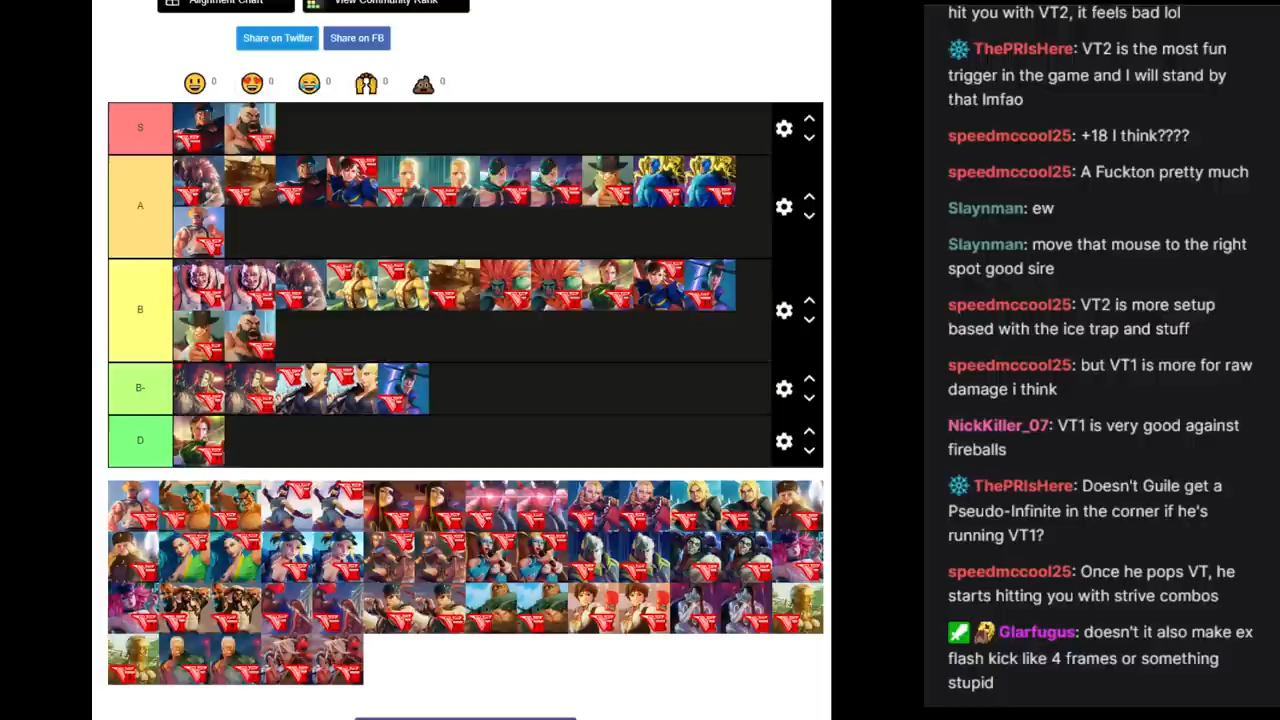 Alignment Chart
View Community Rank
Share on Twitter
Share on FB
0
0
0
0
0
S
A
B
B-
D
hit you with VT2, it feels bad lol
ThePRIsHere: VT2 is the most fun
trigger in the game and I will stand by
that lmfao
speedmccool25: +18 I think????
speedmccool25: A Fuckton pretty much
Slaynman: ew
Slaynman: move that mouse to the right
spot good sire
speedmccool25: VT2 is more setup
based with the ice trap and stuff
speedmccool25: but VT1 is more for raw
damage i think
NickKiller_07: VT1 is very good against
fireballs
ThePRIsHere: Doesn't Guile get a
Pseudo-Infinite in the corner if he's
running VT1?
speedmccool25: Once he pops VT, he
starts hitting you with strive combos
Glarfugus: doesn't it also make ex
flash kick like 4 frames or something
stupid